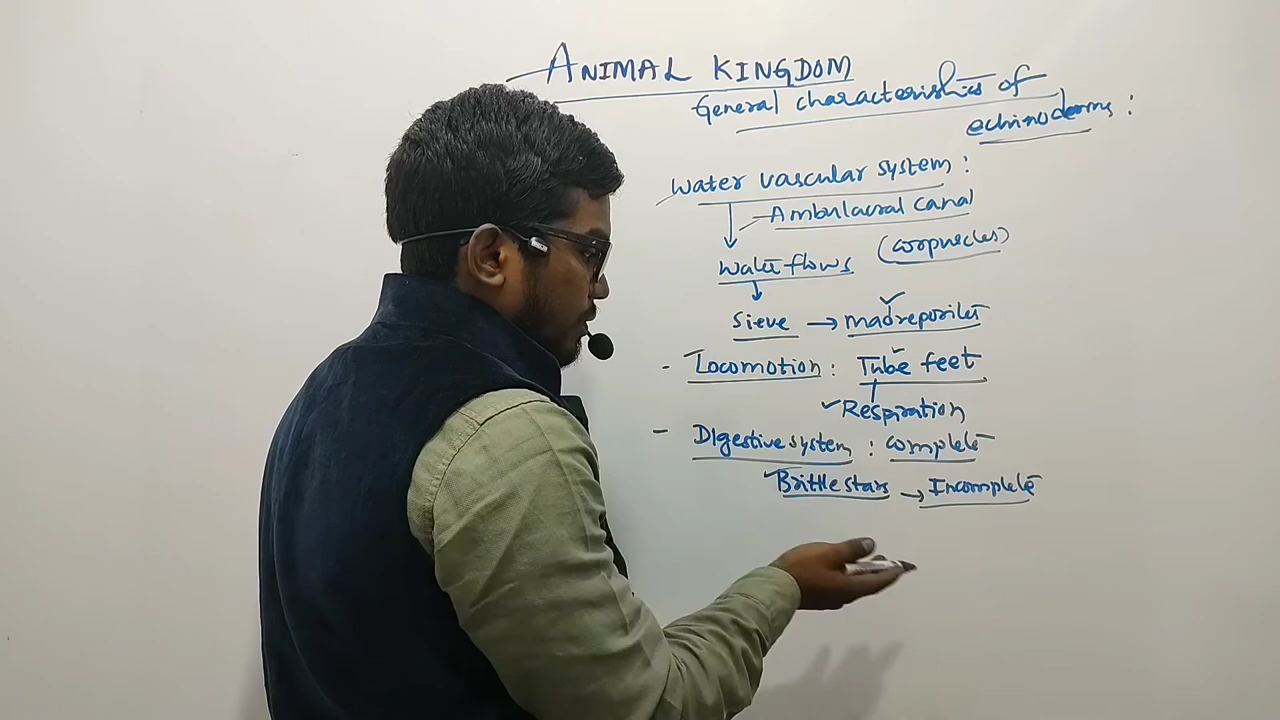 ANIMAL KINGDOM
General characteristics of
echinoderms :
Water vascular system :
Ambulacral canal
Water flows (corpuscles)
Sieve → madreporite
- Locomotion : Tube feet
✓ Respiration
- Digestive system : complete
Brittle stars → Incomplete